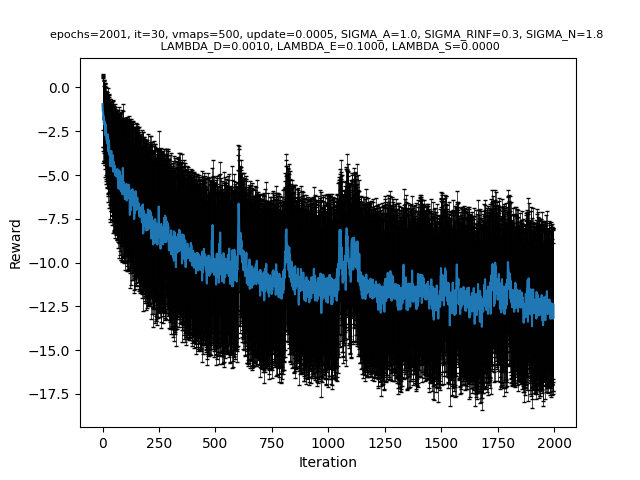 epochs=2001, it=30, vmaps=500, update=0.0005, SIGMA_A=1.0, SIGMA_RINF=0.3, SIGMA_N=1.8
LAMBDA_D=0.0010, LAMBDA_E=0.1000, LAMBDA_S=0.0000
0.0
−2.5
−5.0
−7.5
−10.0
−12.5
−15.0
−17.5
Reward
0 250 500 750 1000 1250 1500 1750 2000
Iteration